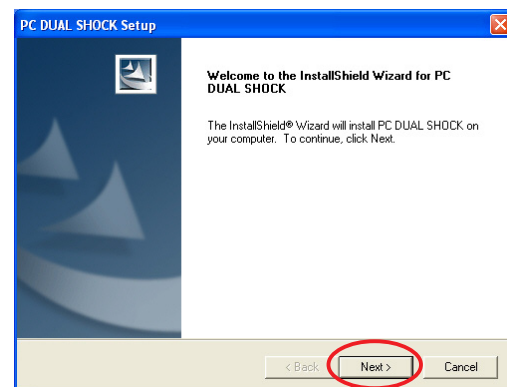 PC DUAL SHOCK Setup
Welcome to the InstallShield Wizard for PC
DUAL SHOCK
The InstallShield® Wizard will install PC DUAL SHOCK on
your computer. To continue, click Next.
< Back
Next >
Cancel